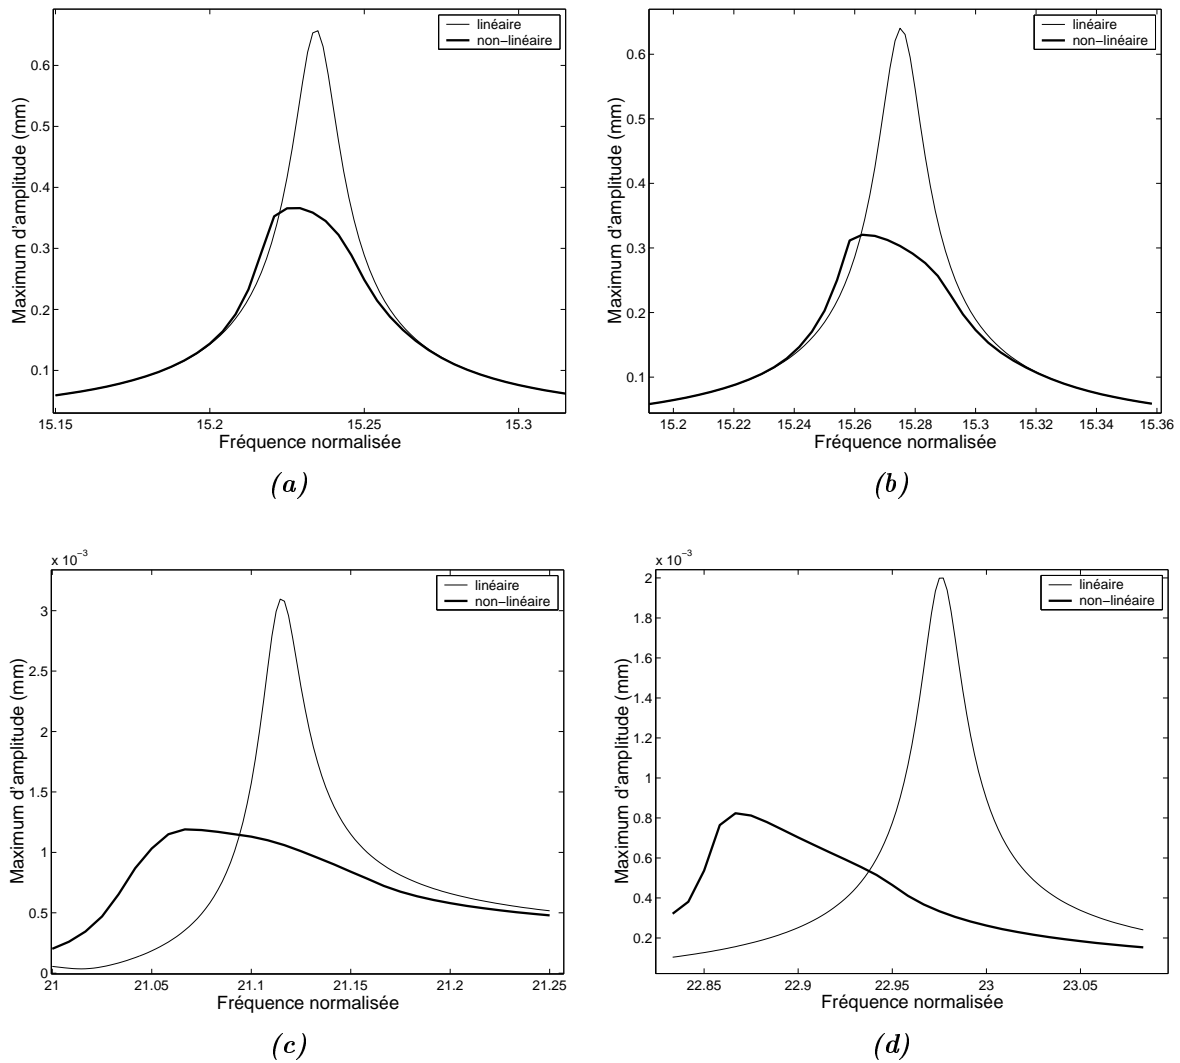 linéaire
non−linéaire
Maximum d'amplitude (mm)
0.6
0.5
0.4
0.3
0.2
0.1
15.15
15.2
15.25
15.3
Fréquence normalisée
(a)
linéaire
non−linéaire
Maximum d'amplitude (mm)
0.6
0.5
0.4
0.3
0.2
0.1
15.2
15.22
15.24
15.26
15.28
15.3
15.32
15.34
15.36
Fréquence normalisée
(b)
x 10−3
linéaire
non−linéaire
Maximum d'amplitude (mm)
3
2.5
2
1.5
1
0.5
0
21
21.05
21.1
21.15
21.2
21.25
Fréquence normalisée
(c)
x 10−3
linéaire
non−linéaire
Maximum d'amplitude (mm)
2
1.8
1.6
1.4
1.2
1
0.8
0.6
0.4
0.2
22.85
22.9
22.95
23
23.05
Fréquence normalisée
(d)